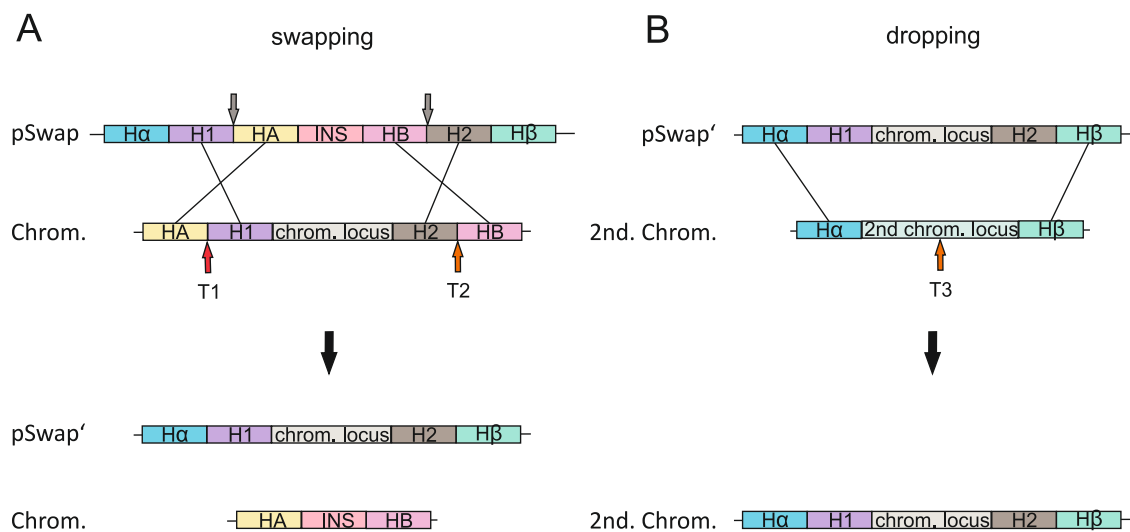 A
swapping
pSwap
Hα H1 HA INS HB H2 Hβ
Chrom.
HA H1 chrom. locus H2 HB
T1
T2
pSwap‘
Hα H1 chrom. locus H2 Hβ
Chrom.
HA INS HB
B
dropping
pSwap‘
Hα H1 chrom. locus H2 Hβ
2nd. Chrom.
Hα 2nd chrom. locus Hβ
T3
2nd. Chrom.
Hα H1 chrom. locus H2 Hβ